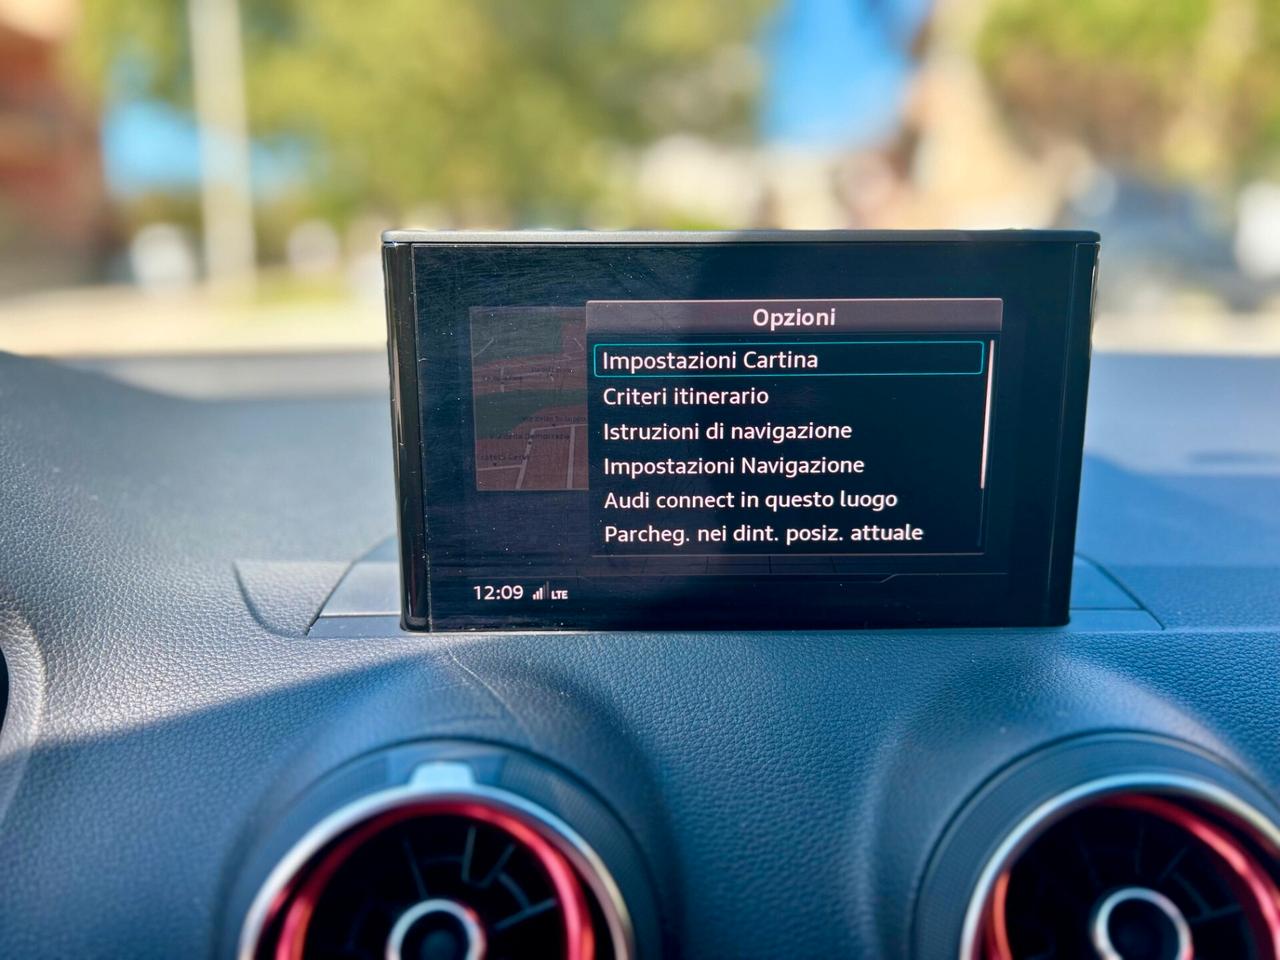 Opzioni
Impostazioni Cartina
Criteri itinerario
Istruzioni di navigazione
Impostazioni Navigazione
Audi connect in questo luogo
Parcheg. nei dint. posiz. attuale
12:09 LTE